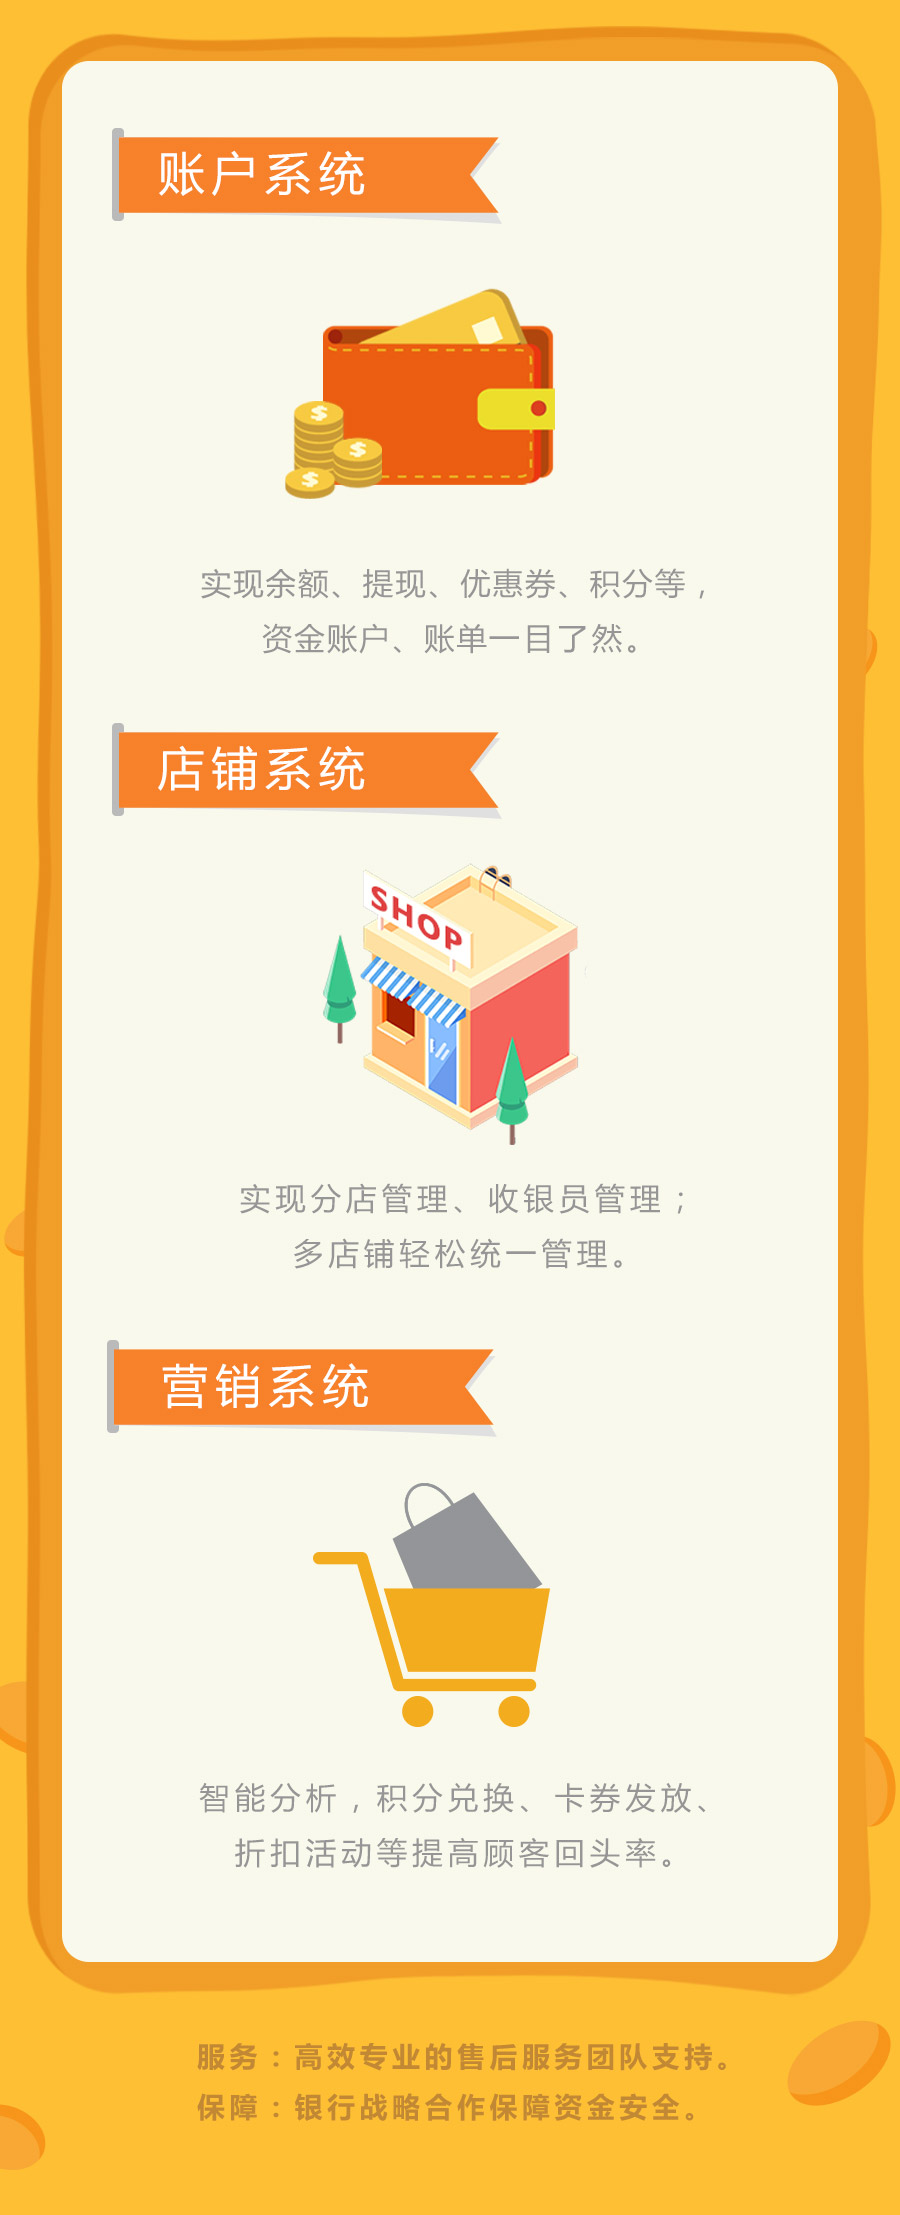 账户系统
实现余额、提现、优惠券、积分等，
资金账户、账单一目了然。
店铺系统
SHOP
实现分店管理、收银员管理；
多店铺轻松统一管理。
营销系统
智能分析，积分兑换、卡券发放、
折扣活动等提高顾客回头率。
服务：高效专业的售后服务团队支持。
保障：银行战略合作保障资金安全。